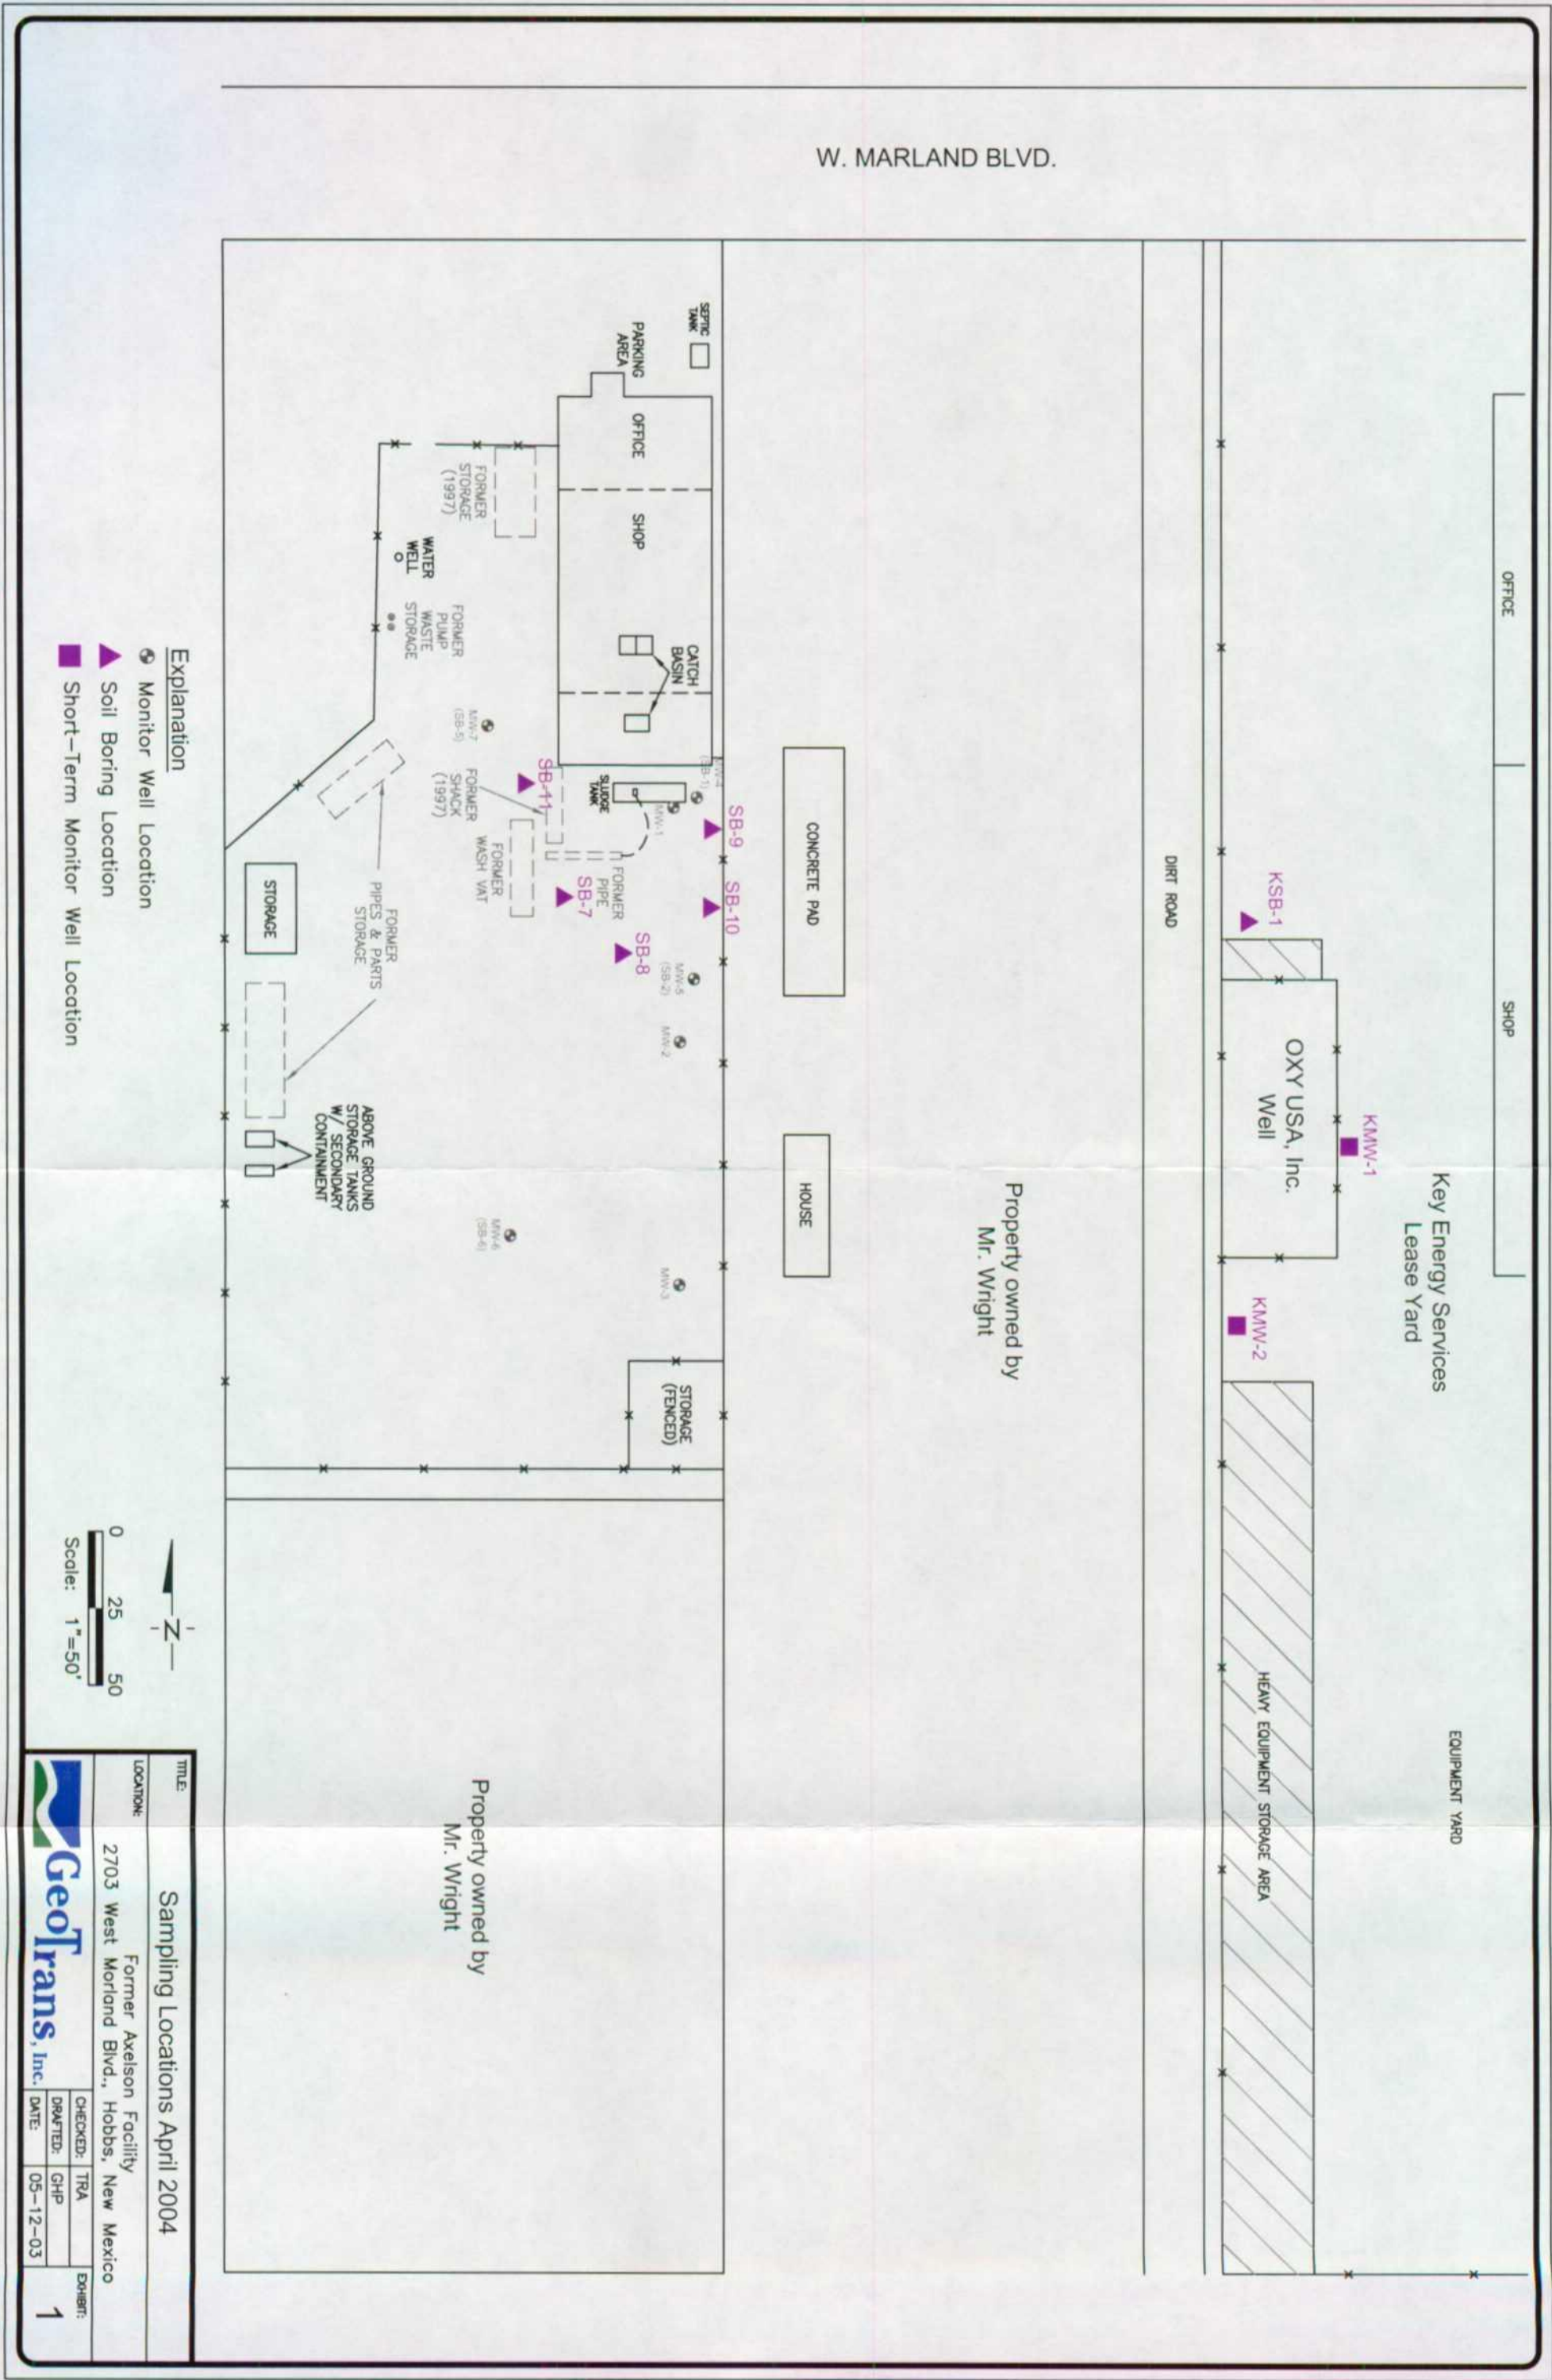 W. MARLAND BLVD.
OFFICE
SHOP
Key Energy Services
Lease Yard
EQUIPMENT YARD
KMW-1
KSB-1
OXY USA, Inc.
Well
KMW-2
HEAVY EQUIPMENT STORAGE AREA
DIRT ROAD
Property owned by
Mr. Wright
CONCRETE PAD
HOUSE
SEPTIC
TANK
PARKING
AREA
OFFICE
SHOP
CATCH
BASIN
MW-4
(SB-1)
SB-9
SB-10
MW-1
SLUDGE
TANK
FORMER
PIPE
SB-7
SB-8
MW-5
(SB-2)
MW-2
MW-3
STORAGE
(FENCED)
SB-11
FORMER
STORAGE
(1997)
WATER
WELL
FORMER
PUMP
WASTE
STORAGE
MW-7
(SB-5)
FORMER
SHACK
(1997)
FORMER
WASH VAT
MW-6
(SB-6)
FORMER
PIPES & PARTS
STORAGE
STORAGE
ABOVE GROUND
STORAGE TANKS
W/ SECONDARY
CONTAINMENT
Property owned by
Mr. Wright
Explanation
Monitor Well Location
Soil Boring Location
Short-Term Monitor Well Location
N
0 25 50
Scale: 1"=50'
TITLE:
Sampling Locations April 2004
LOCATION:
Former Axelson Facility
2703 West Morland Blvd., Hobbs, New Mexico
GeoTrans, Inc.
CHECKED: TRA
DRAFTED: GHP
DATE: 05-12-03
EXHIBIT:
1